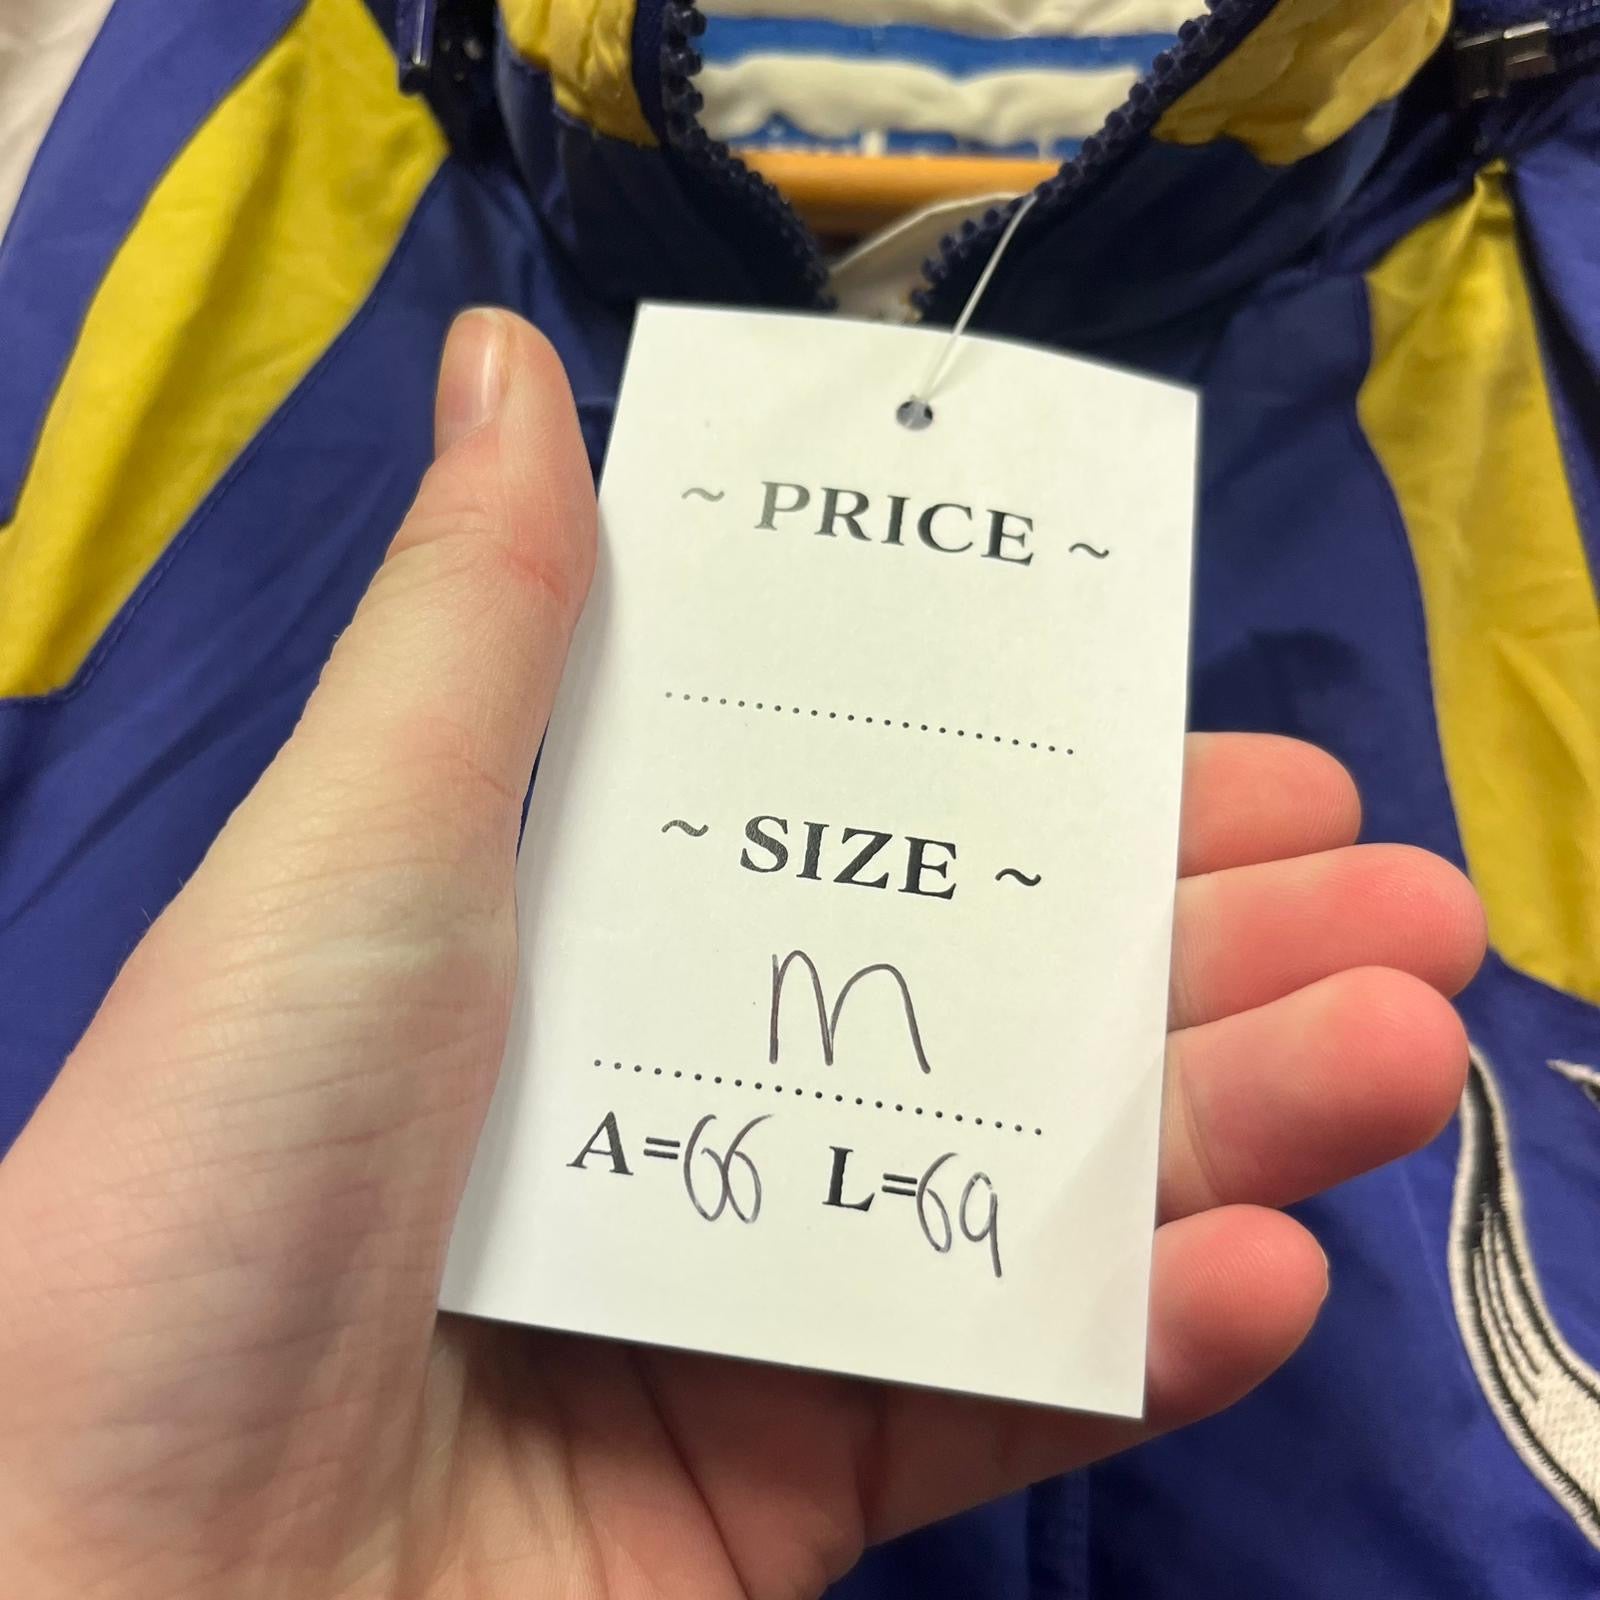 ~ PRICE ~
....................
~ SIZE ~
M
....................
A=66 L=69